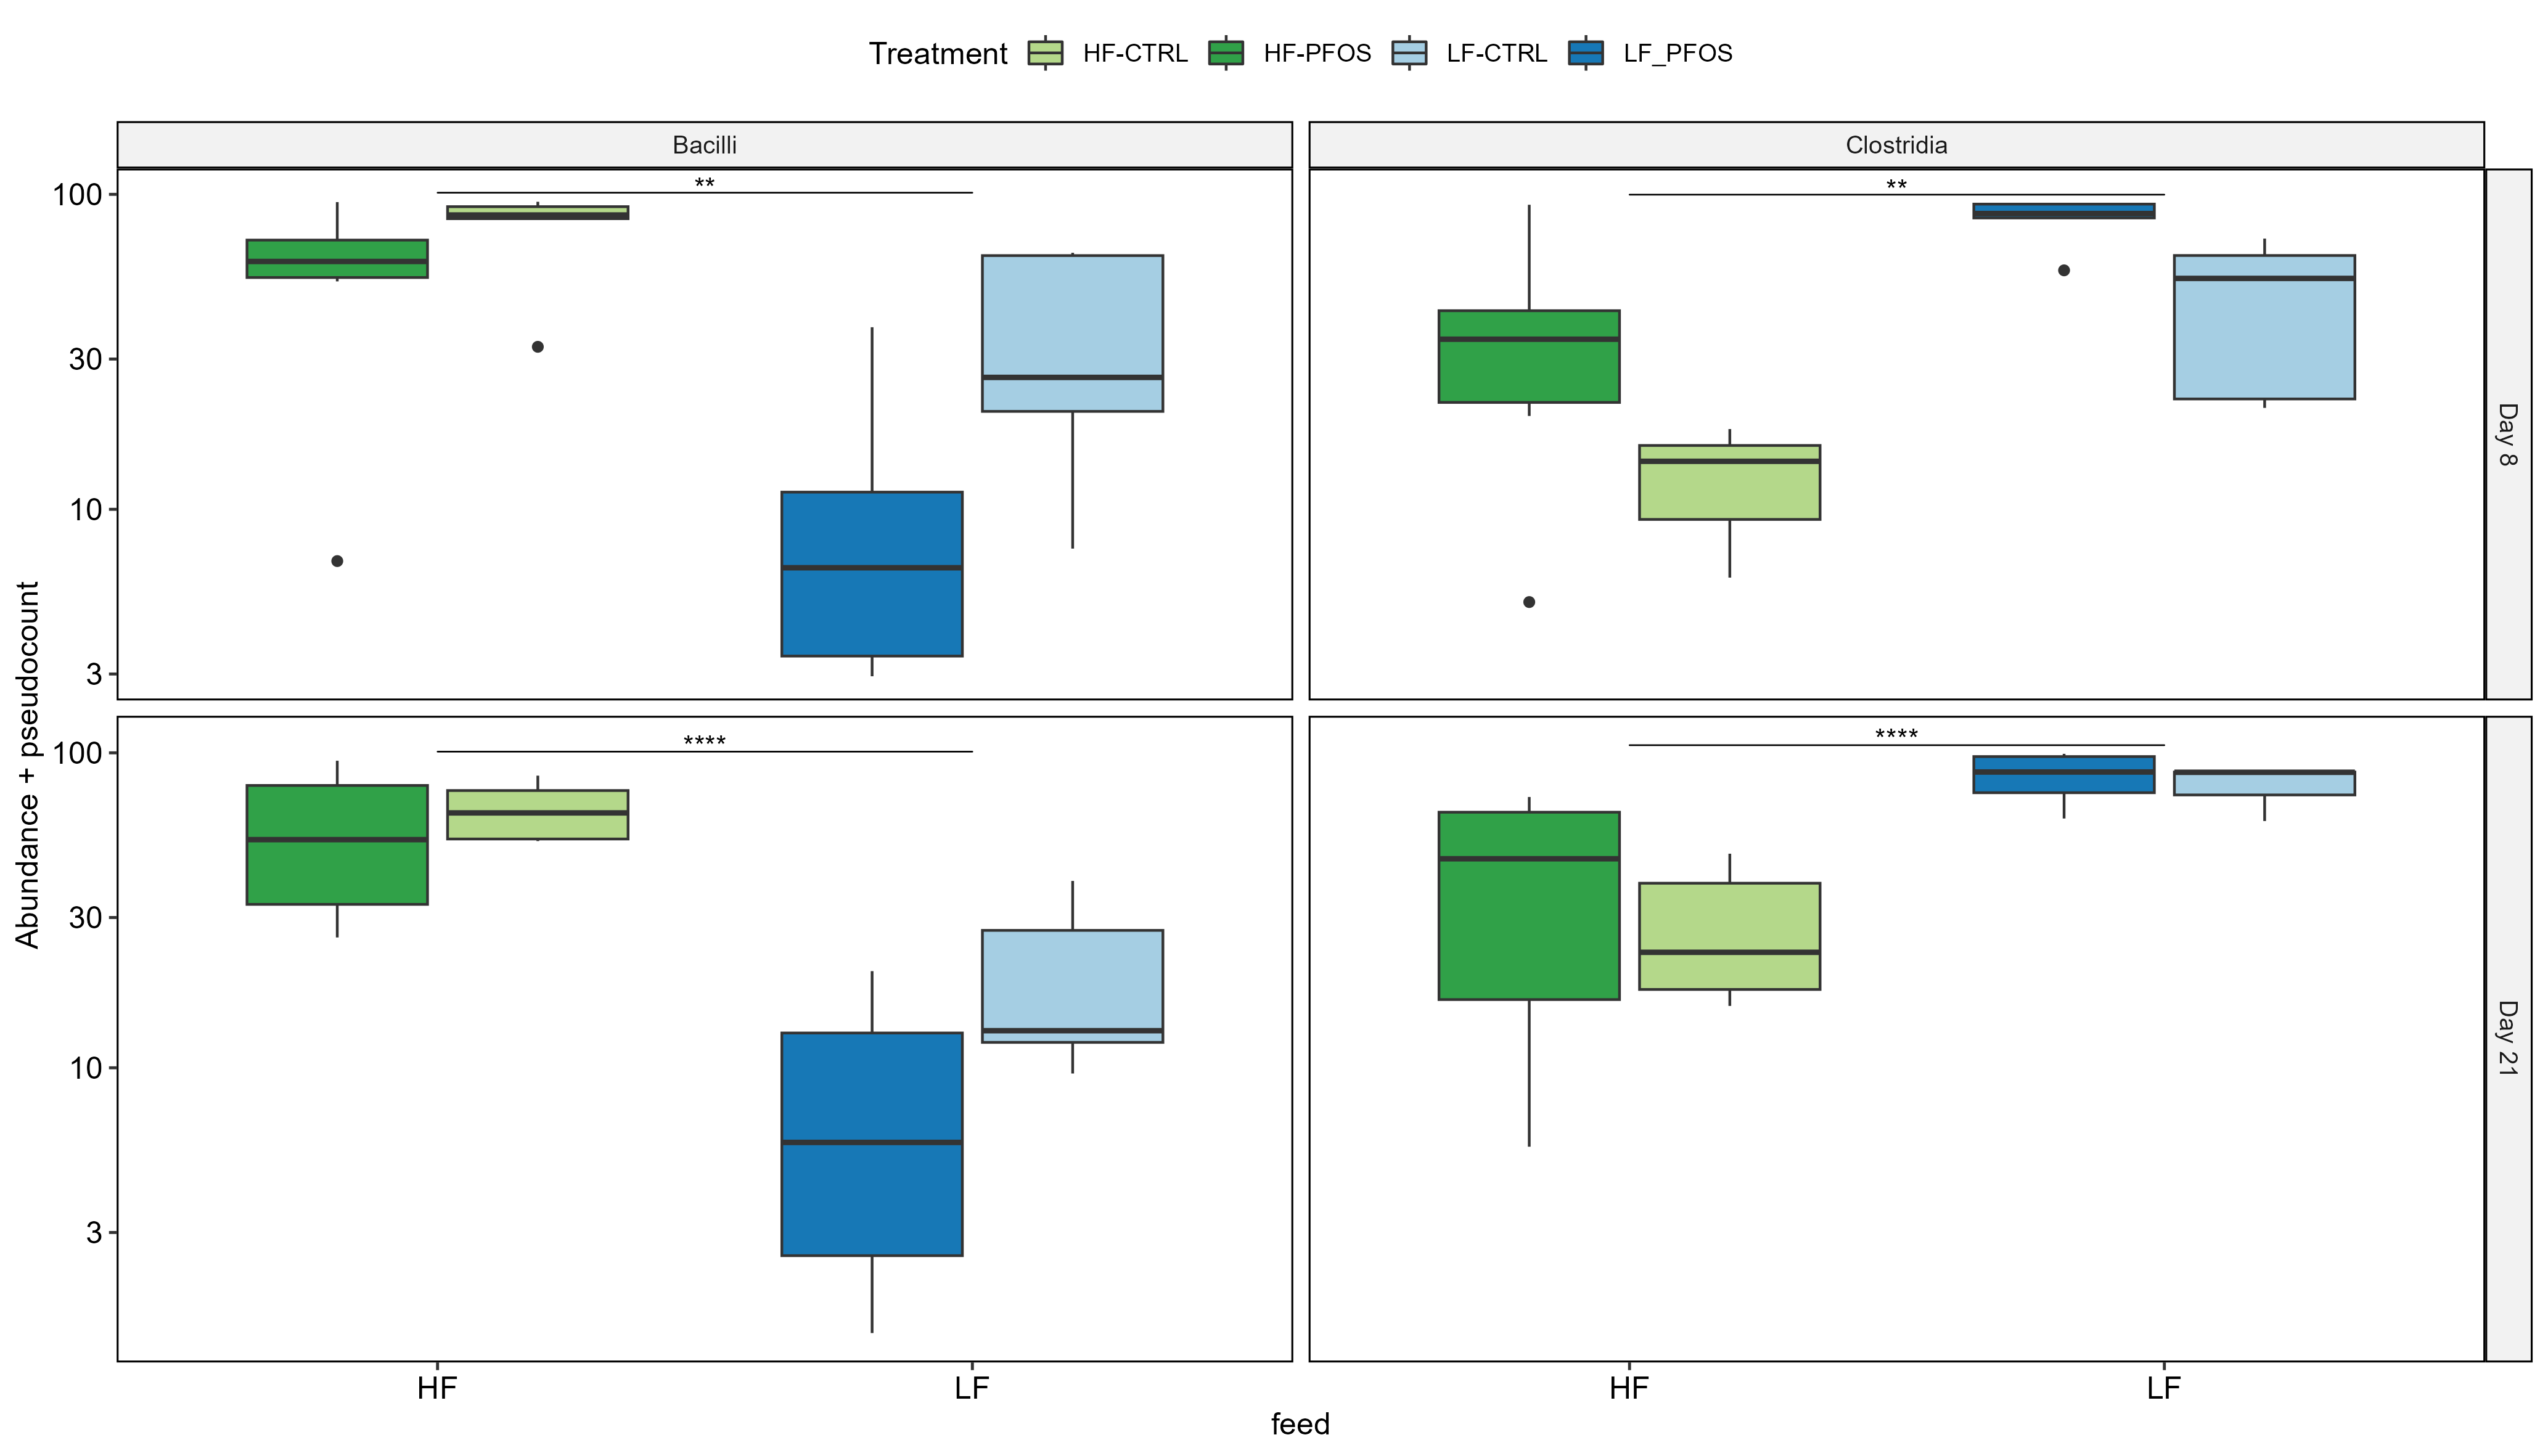 Treatment HF-CTRL HF-PFOS LF-CTRL LF_PFOS
Bacilli Clostridia
100 ** **
30
10
3
Day 8
Abundance + pseudocount
100 **** ****
30
10
3
Day 21
HF LF HF LF
feed